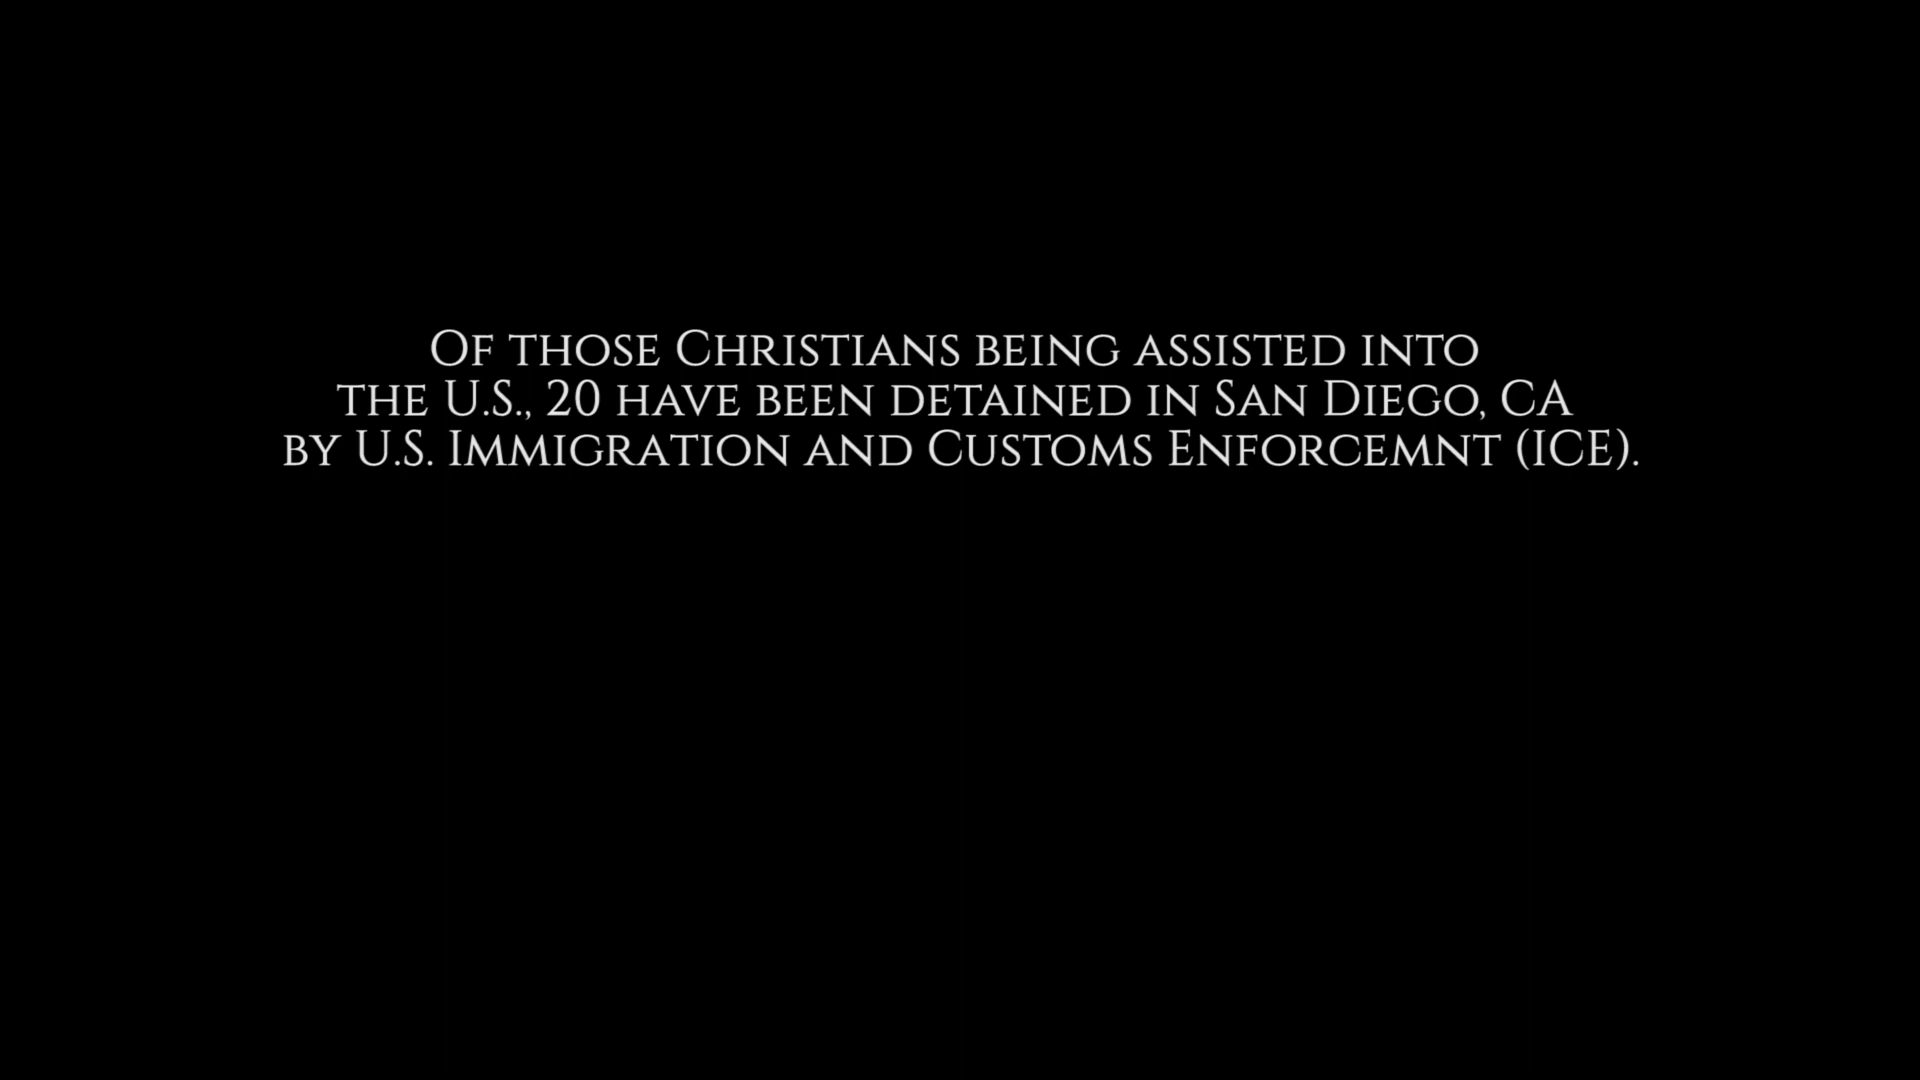 Of those Christians being assisted into
the U.S., 20 have been detained in San Diego, CA
by U.S. Immigration and Customs Enforcemnt (ICE).